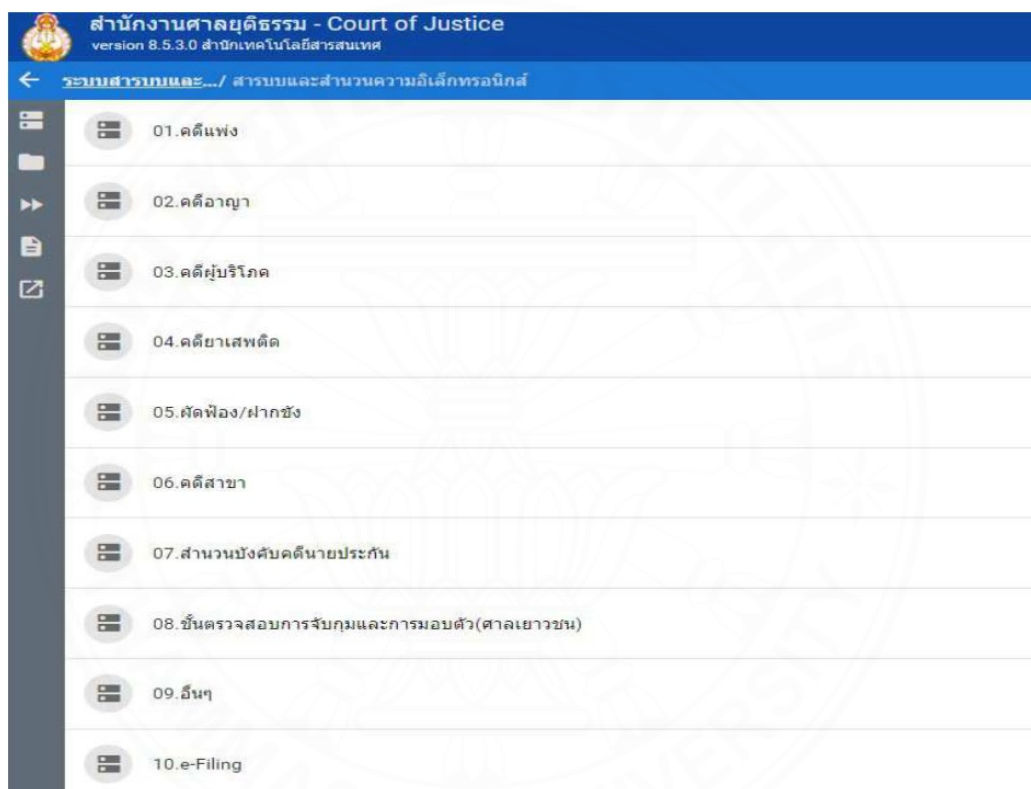 สำนักงานศาลยุติธรรม - Court of Justice
version 8.5.3.0 สำนักเทคโนโลยีสารสนเทศ
ระบบสารบบและ.../ สารบบและสำนวนความอิเล็กทรอนิกส์
01.คดีแพ่ง
02.คดีอาญา
03.คดีผู้บริโภค
04.คดียาเสพติด
05.ผัดฟ้อง/ฝากขัง
06.คดีสาขา
07.สำนวนบังคับคดีนายประกัน
08.ชั้นตรวจสอบการจับกุมและการมอบตัว(ศาลเยาวชน)
09.อื่นๆ
10.e-Filing